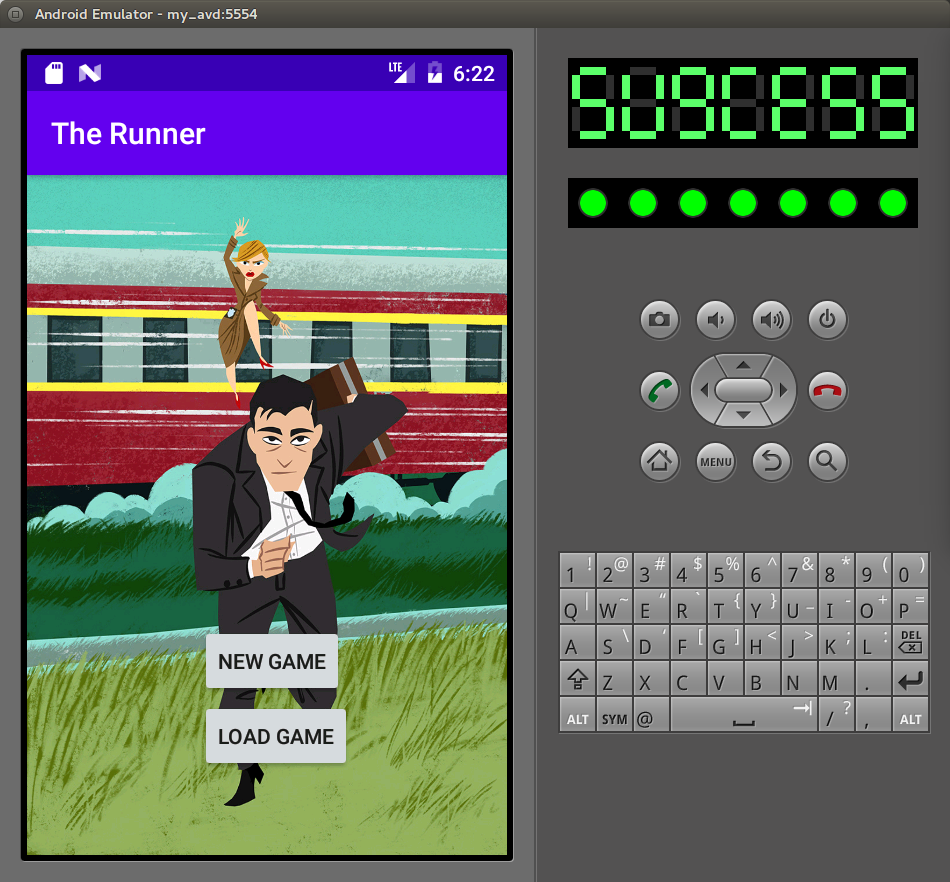 Android Emulator - my_avd:5554
LTE 6:22
The Runner
NEW GAME
LOAD GAME
SUCCESS
MENU
1 ! 2 @ 3 # 4 $ 5 % 6 ^ 7 & 8 * 9 ( 0 )
Q | W ~ E “ R ` T { Y } U _ I - O + P =
A S \ D ‘ F [ G ] H < J > K ; L : DEL
Z X C V B N M .
ALT SYM @ / ? , ALT